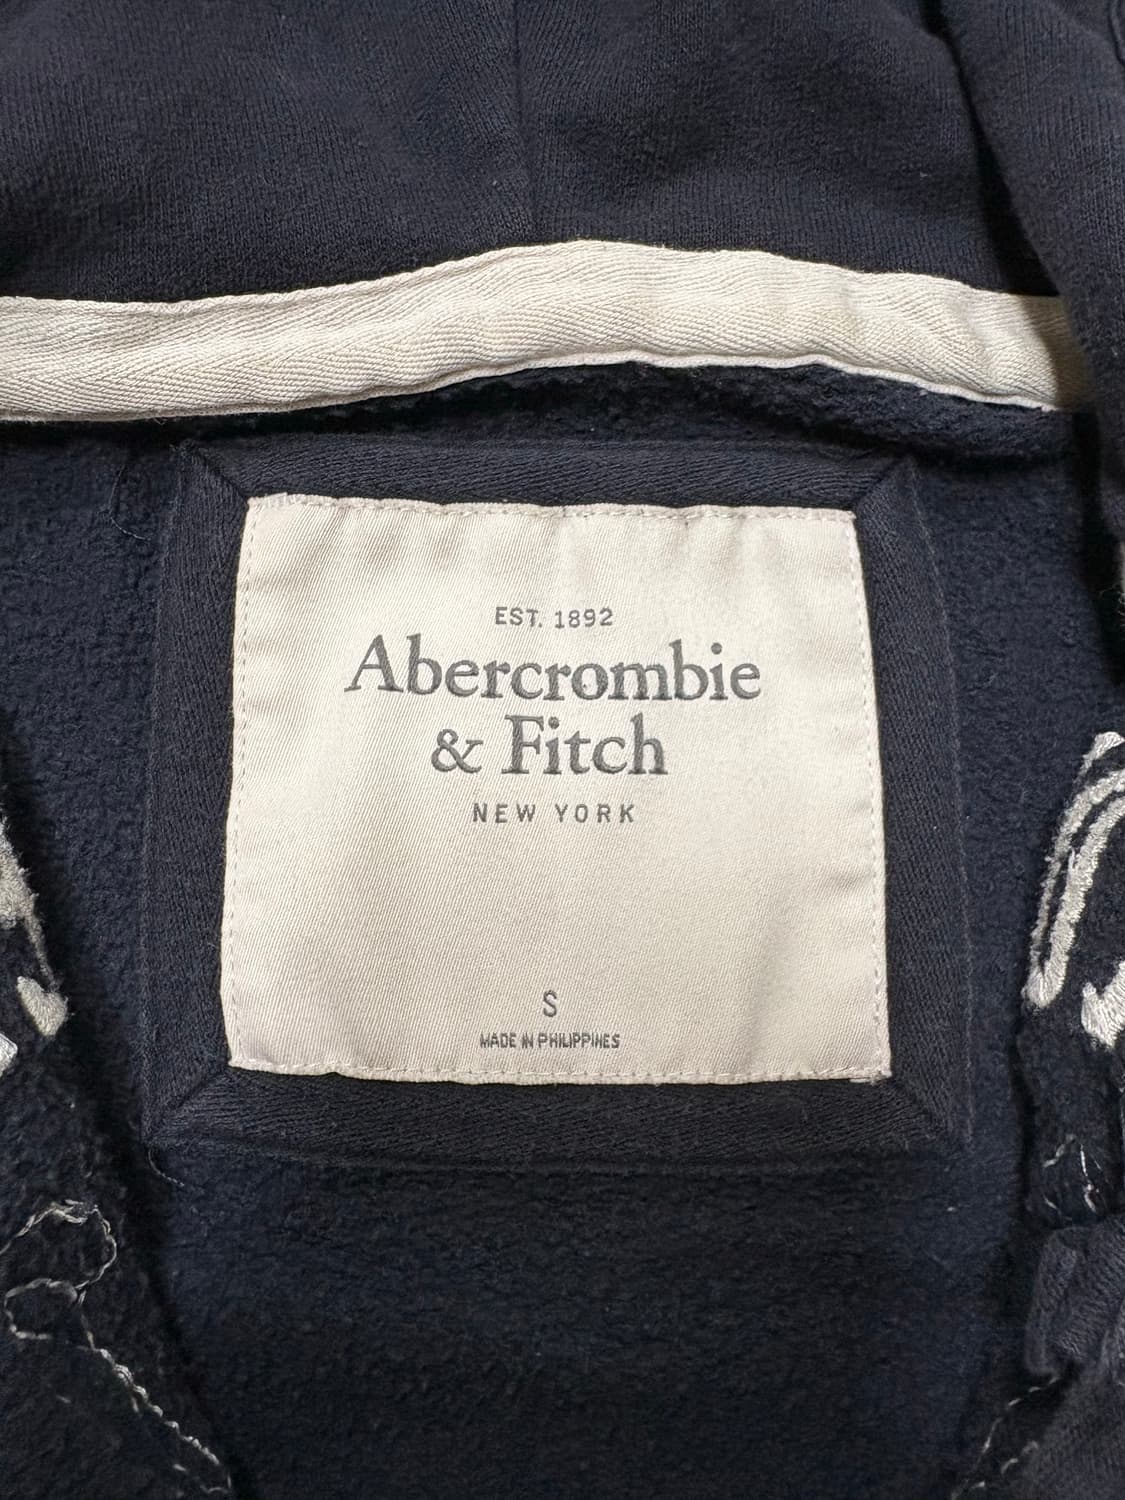 EST. 1892
Abercrombie
& Fitch
NEW YORK
S
MADE IN PHILIPPINES